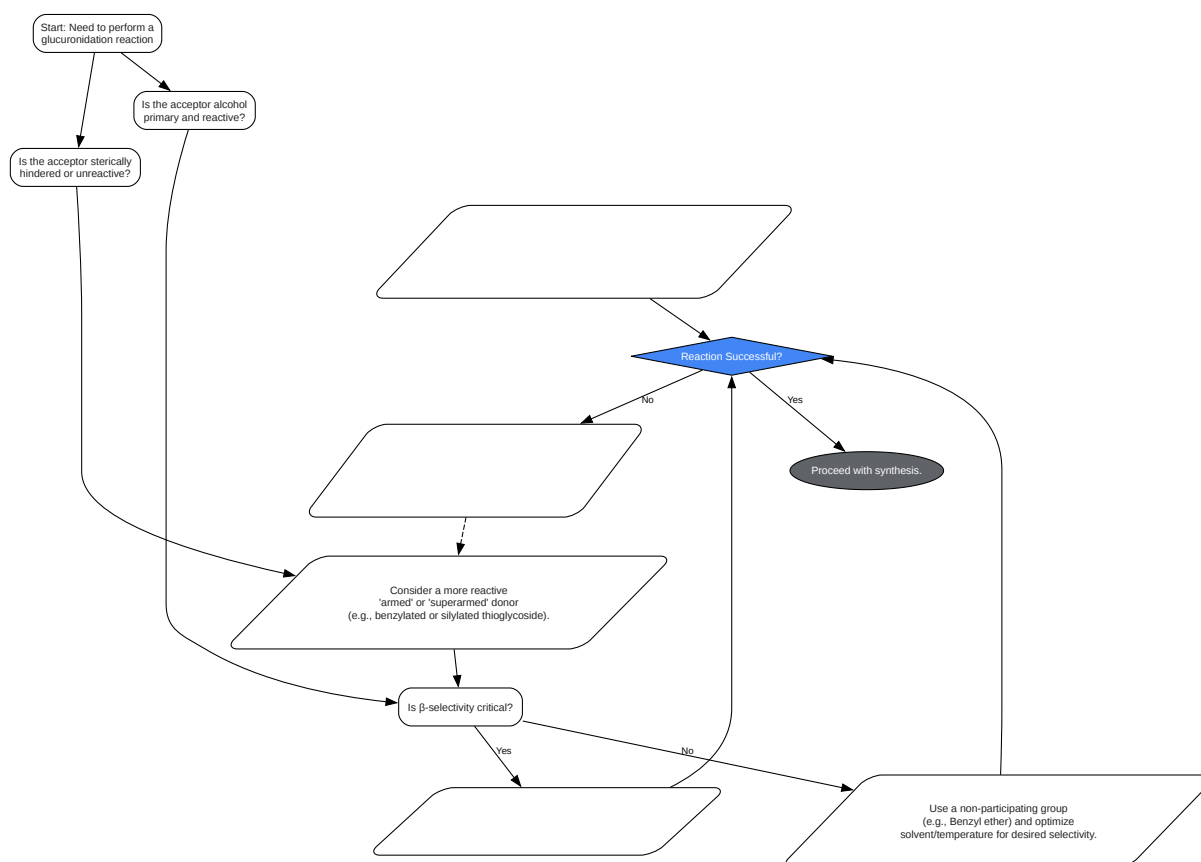 Start: Need to perform a
glucuronidation reaction
Is the acceptor alcohol
primary and reactive?
Is the acceptor sterically
hindered or unreactive?
Reaction Successful?
No
Yes
Proceed with synthesis.
Consider a more reactive
'armed' or 'superarmed' donor
(e.g., benzylated or silylated thioglycoside).
Is β-selectivity critical?
Yes
No
Use a non-participating group
(e.g., Benzyl ether) and optimize
solvent/temperature for desired selectivity.